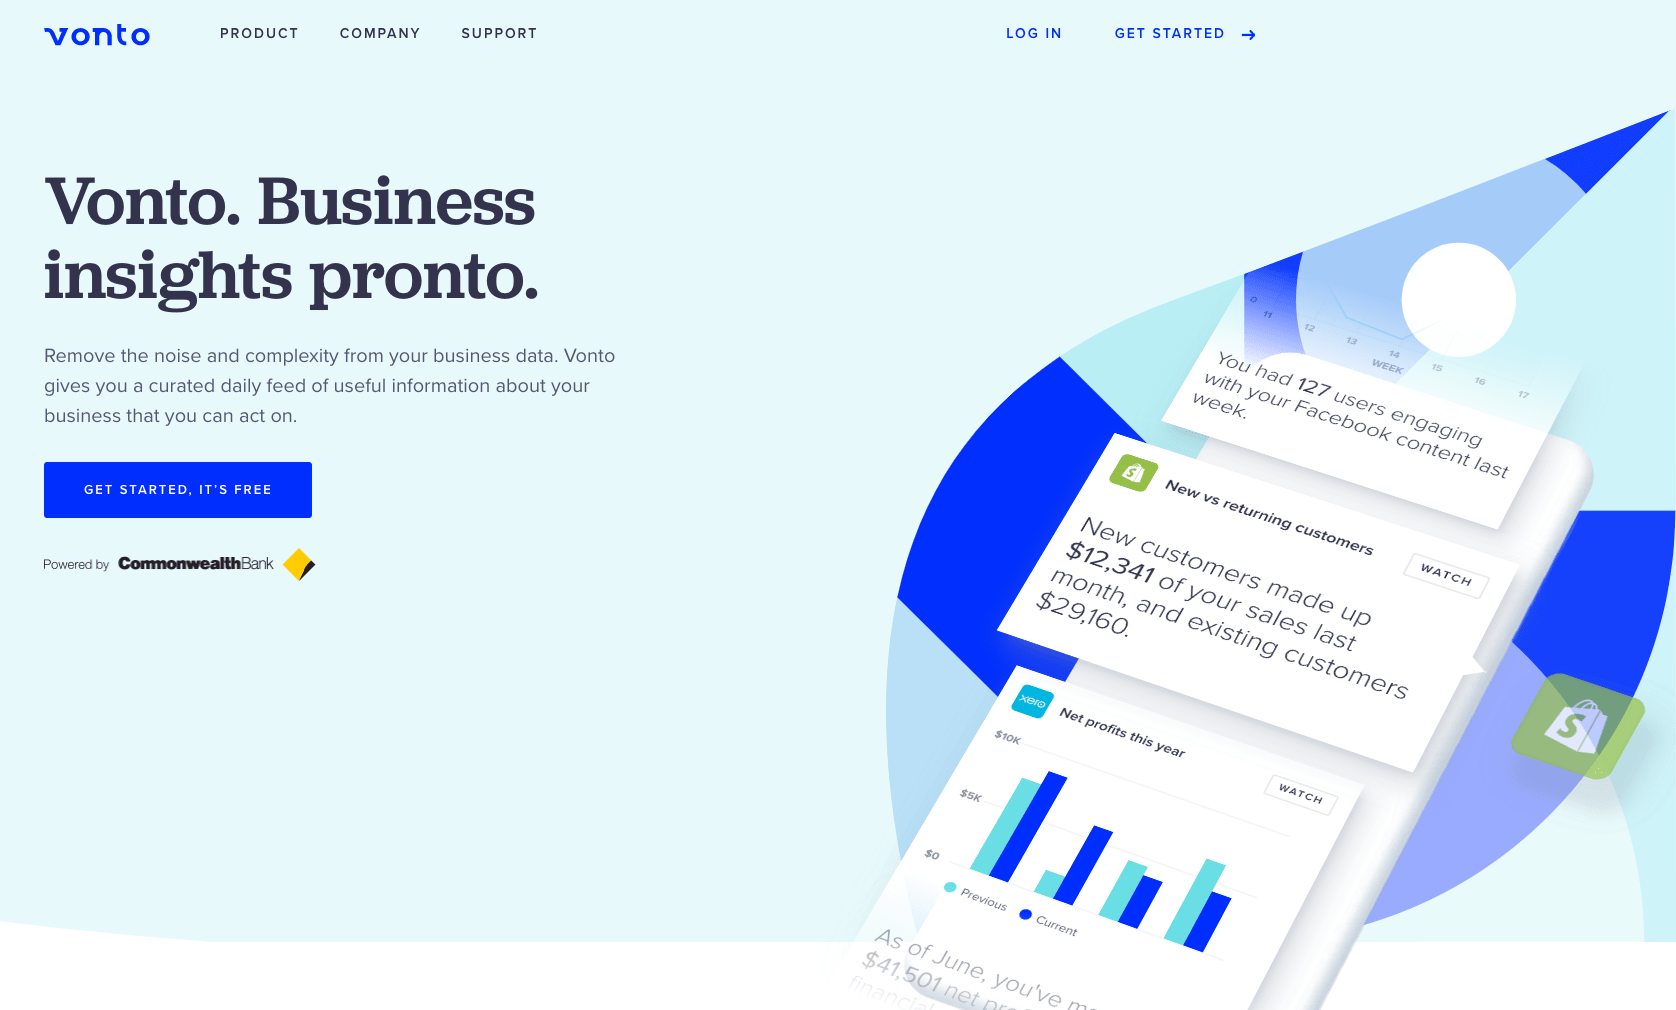 vonto
PRODUCT COMPANY SUPPORT
LOG IN GET STARTED
Vonto. Business
insights pronto.
Remove the noise and complexity from your business data. Vonto
gives you a curated daily feed of useful information about your
business that you can act on.
GET STARTED, IT'S FREE
Powered by CommonwealthBank
0 11 12 13 14 15 16 17
WEEK
You had 127 users engaging
with your Facebook content last
week.
New vs returning customers
WATCH
New customers made up
$12,341 of your sales last
month, and existing customers
$29,160.
xero
Net profits this year
WATCH
$10K
$5K
$0
Previous Current
As of June, you've
$41,501 net
financial
S
S